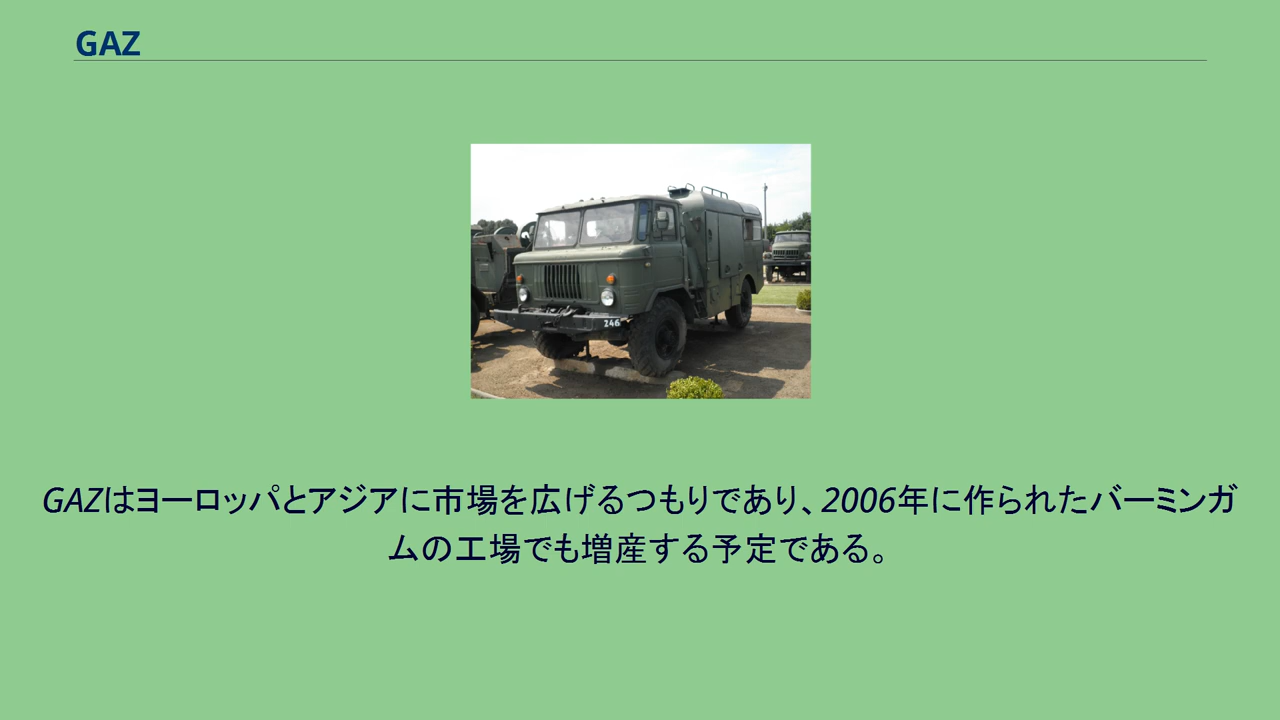 GAZ
246
GAZはヨーロッパとアジアに市場を広げるつもりであり、2006年に作られたバーミンガ
ムの工場でも増産する予定である。